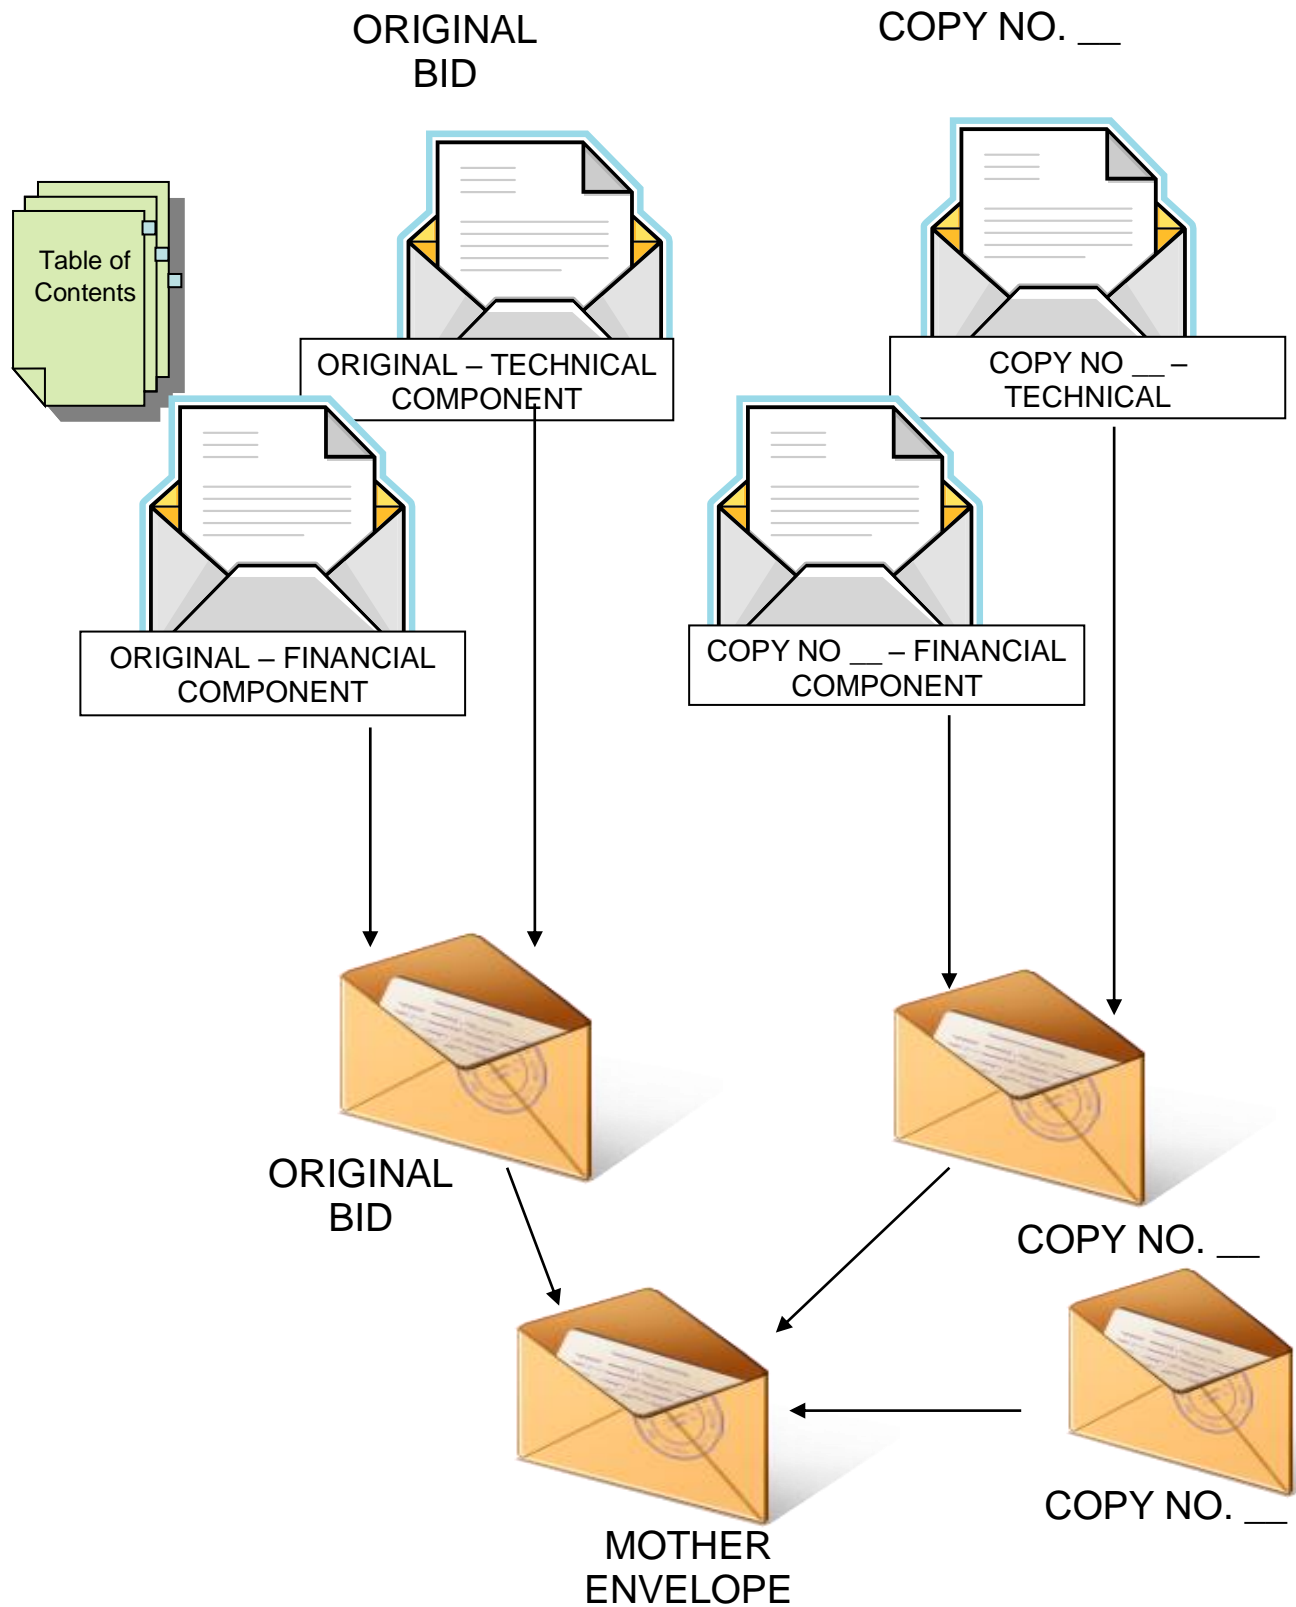 ORIGINAL
BID
COPY NO. __
Table of
Contents
ORIGINAL – TECHNICAL
COMPONENT
COPY NO __ –
TECHNICAL
ORIGINAL – FINANCIAL
COMPONENT
COPY NO __ – FINANCIAL
COMPONENT
ORIGINAL
BID
COPY NO. __
COPY NO. __
MOTHER
ENVELOPE